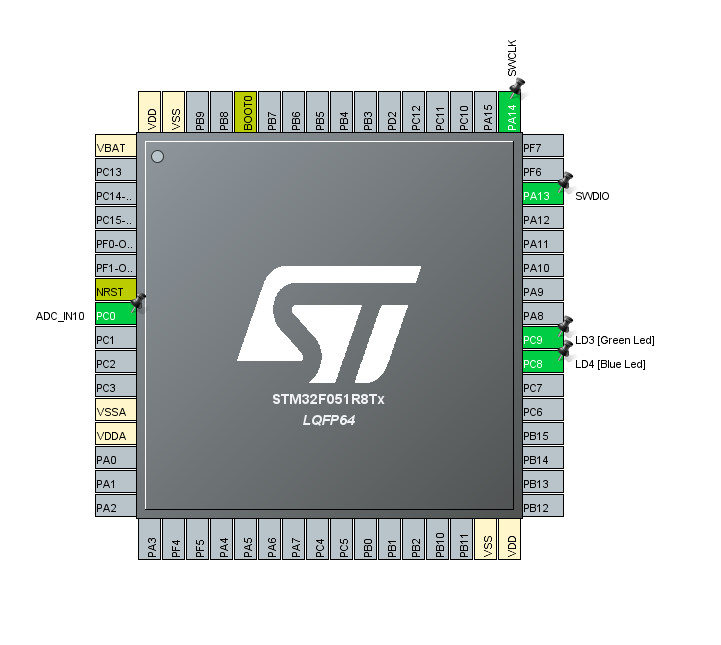 SWCLK
VDD
VSS
PB9
PB8
BOOT0
PB7
PB6
PB5
PB4
PB3
PD2
PC12
PC11
PC10
PA15
PA14
VBAT
PC13
PC14-..
PC15-..
PF0-O..
PF1-O..
NRST
ADC_IN10 PC0
PC1
PC2
PC3
VSSA
VDDA
PA0
PA1
PA2
PF7
PF6
PA13 SWDIO
PA12
PA11
PA10
PA9
PA8
PC9 LD3 [Green Led]
PC8 LD4 [Blue Led]
PC7
PC6
PB15
PB14
PB13
PB12
ST
STM32F051R8Tx
LQFP64
PA3
PF4
PF5
PA4
PA5
PA6
PA7
PC4
PC5
PB0
PB1
PB2
PB10
PB11
VSS
VDD